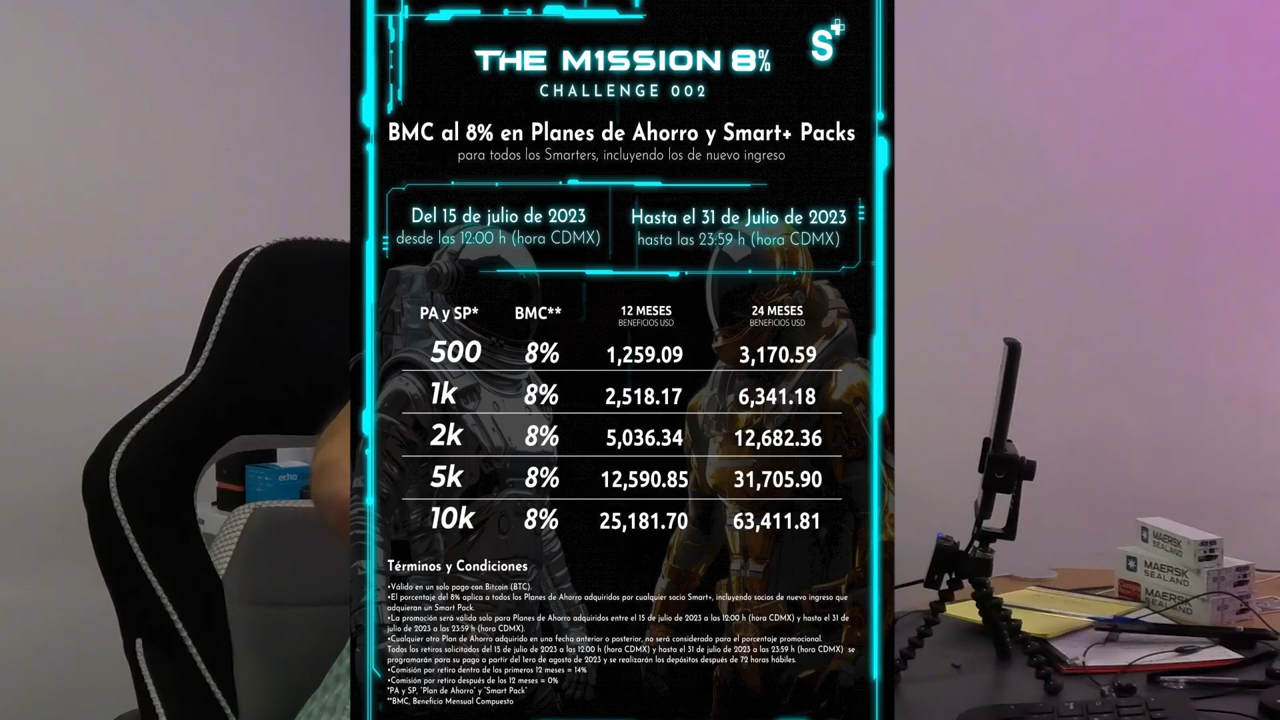 S+
THE M1SSION 8%
CHALLENGE 002
BMC al 8% en Planes de Ahorro y Smart+ Packs
para todos los Smarters, incluyendo los de nuevo ingreso
Del 15 de julio de 2023
desde las 12:00 h (hora CDMX)
Hasta el 31 de Julio de 2023
hasta las 23:59 h (hora CDMX)
PA y SP* BMC** 12 MESES 24 MESES
BENEFICIOS USD BENEFICIOS USD
500 8% 1,259.09 3,170.59
1k 8% 2,518.17 6,341.18
2k 8% 5,036.34 12,682.36
5k 8% 12,590.85 31,705.90
10k 8% 25,181.70 63,411.81
Términos y Condiciones
•Válido en un solo pago con Bitcoin (BTC).
•El porcentaje del 8% aplica a todos los Planes de Ahorro adquiridos por cualquier socio Smart+, incluyendo socios de nuevo ingreso que
adquieran un Smart Pack.
•La promoción será válido solo para Planes de Ahorro adquiridos entre el 15 de julio de 2023 a las 12:00 h (hora CDMX) y hasta el 31 de
julio de 2023 a las 23:59 h (hora CDMX).
•Cualquier otro Plan de Ahorro adquirido en una fecha anterior o posterior, no será considerado para el porcentaje promocional.
Todos los retiros solicitados del 15 de julio de 2023 a las 12:00 h (hora CDMX) y hasta el 31 de julio de 2023 a las 23:59 h (hora CDMX) se
programarán para su pago a partir del 1ero de agosto de 2023 y se realizarán los depósitos después de 72 horas hábiles.
•Comisión por retiro dentro de los primeros 12 meses = 14%
•Comisión por retiro después de los 12 meses = 0%
*PA y SP, "Plan de Ahorro" y "Smart Pack"
**BMC, Beneficio Mensual Compuesto
echo
MAERSK
SEALAND
MAERSK
SEALAND
MAERSK
SEALAND